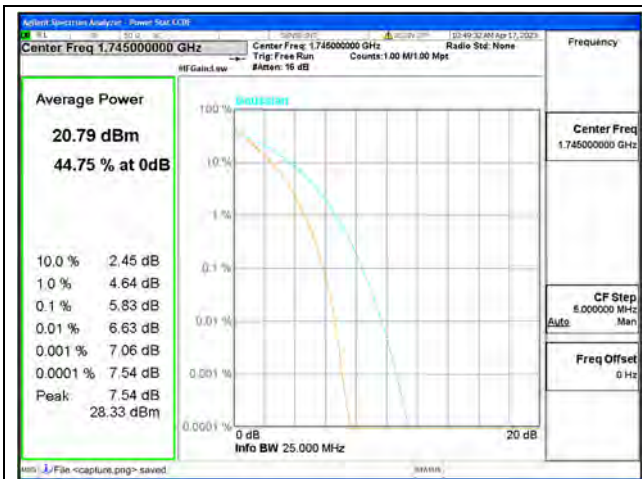 Agilent Spectrum Analyzer - Power Stat CCDF
10:49:32 AM Apr 17, 2023
Center Freq 1.745000000 GHz
Center Freq: 1.745000000 GHz
Radio Std: None
Trig: Free Run
Counts:1.00 M/1.00 Mpt
#IFGain:Low
#Atten: 16 dB
Frequency
Average Power
20.79 dBm
44.75 % at 0dB
10.0 % 2.45 dB
1.0 % 4.64 dB
0.1 % 5.83 dB
0.01 % 6.63 dB
0.001 % 7.06 dB
0.0001 % 7.54 dB
Peak 7.54 dB
28.33 dBm
Gaussian
100 %
10 %
1 %
0.1 %
0.01 %
0.001 %
0.0001 %
0 dB
20 dB
Info BW 25.000 MHz
Center Freq
1.745000000 GHz
CF Step
5.000000 MHz
Auto Man
Freq Offset
0 Hz
MSG
File <capture.png> saved
STATUS